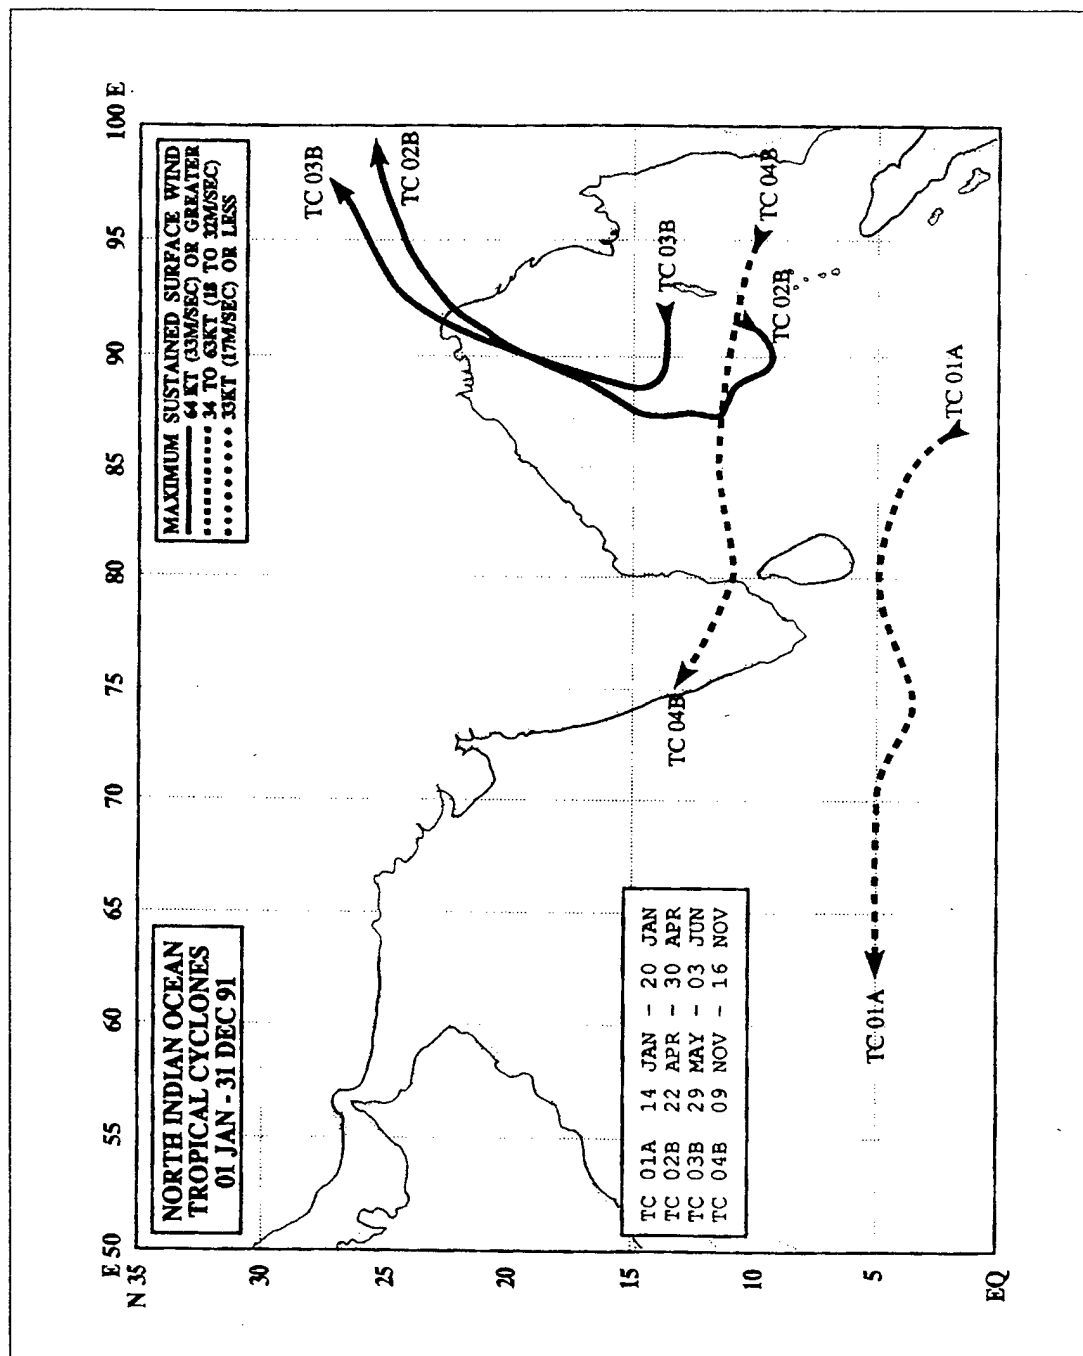 NORTH INDIAN OCEAN
TROPICAL CYCLONES
01 JAN - 31 DEC 91
MAXIMUM SUSTAINED SURFACE WIND
64 KT (33M/SEC) OR GREATER
34 TO 63KT (18 TO 32M/SEC)
33KT (17M/SEC) OR LESS
E 50
55
60
65
70
75
80
85
90
95
100 E
N 35
30
25
20
15
10
5
EQ
TC 03B
TC 02B
TC 03B
TC 04B
TC 02B
TC 01A
TC 04B
TC 01A
TC 01A 14 JAN - 20 JAN
TC 02B 22 APR - 30 APR
TC 03B 29 MAY - 03 JUN
TC 04B 09 NOV - 16 NOV